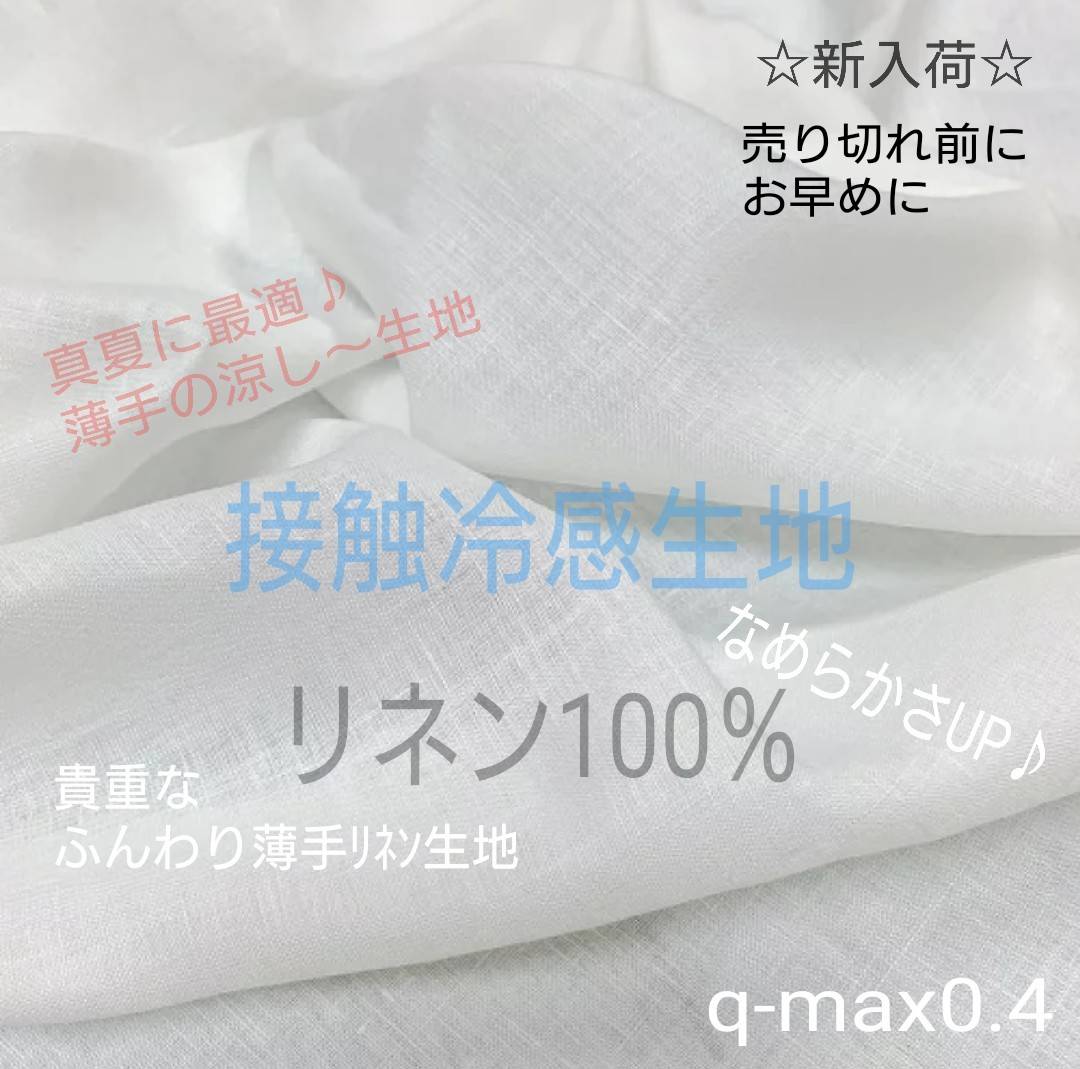 ☆新入荷☆
売り切れ前に
お早めに
真夏に最適♪
薄手の涼し～生地
接触冷感生地
なめらかさUP♪
リネン100%
貴重な
ふんわり薄手ﾘﾈﾝ生地
q-max0.4